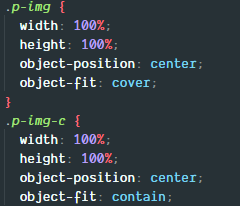 .p-img {
width: 100%;
height: 100%;
object-position: center;
object-fit: cover;
}
.p-img-c {
width: 100%;
height: 100%;
object-position: center;
object-fit: contain;